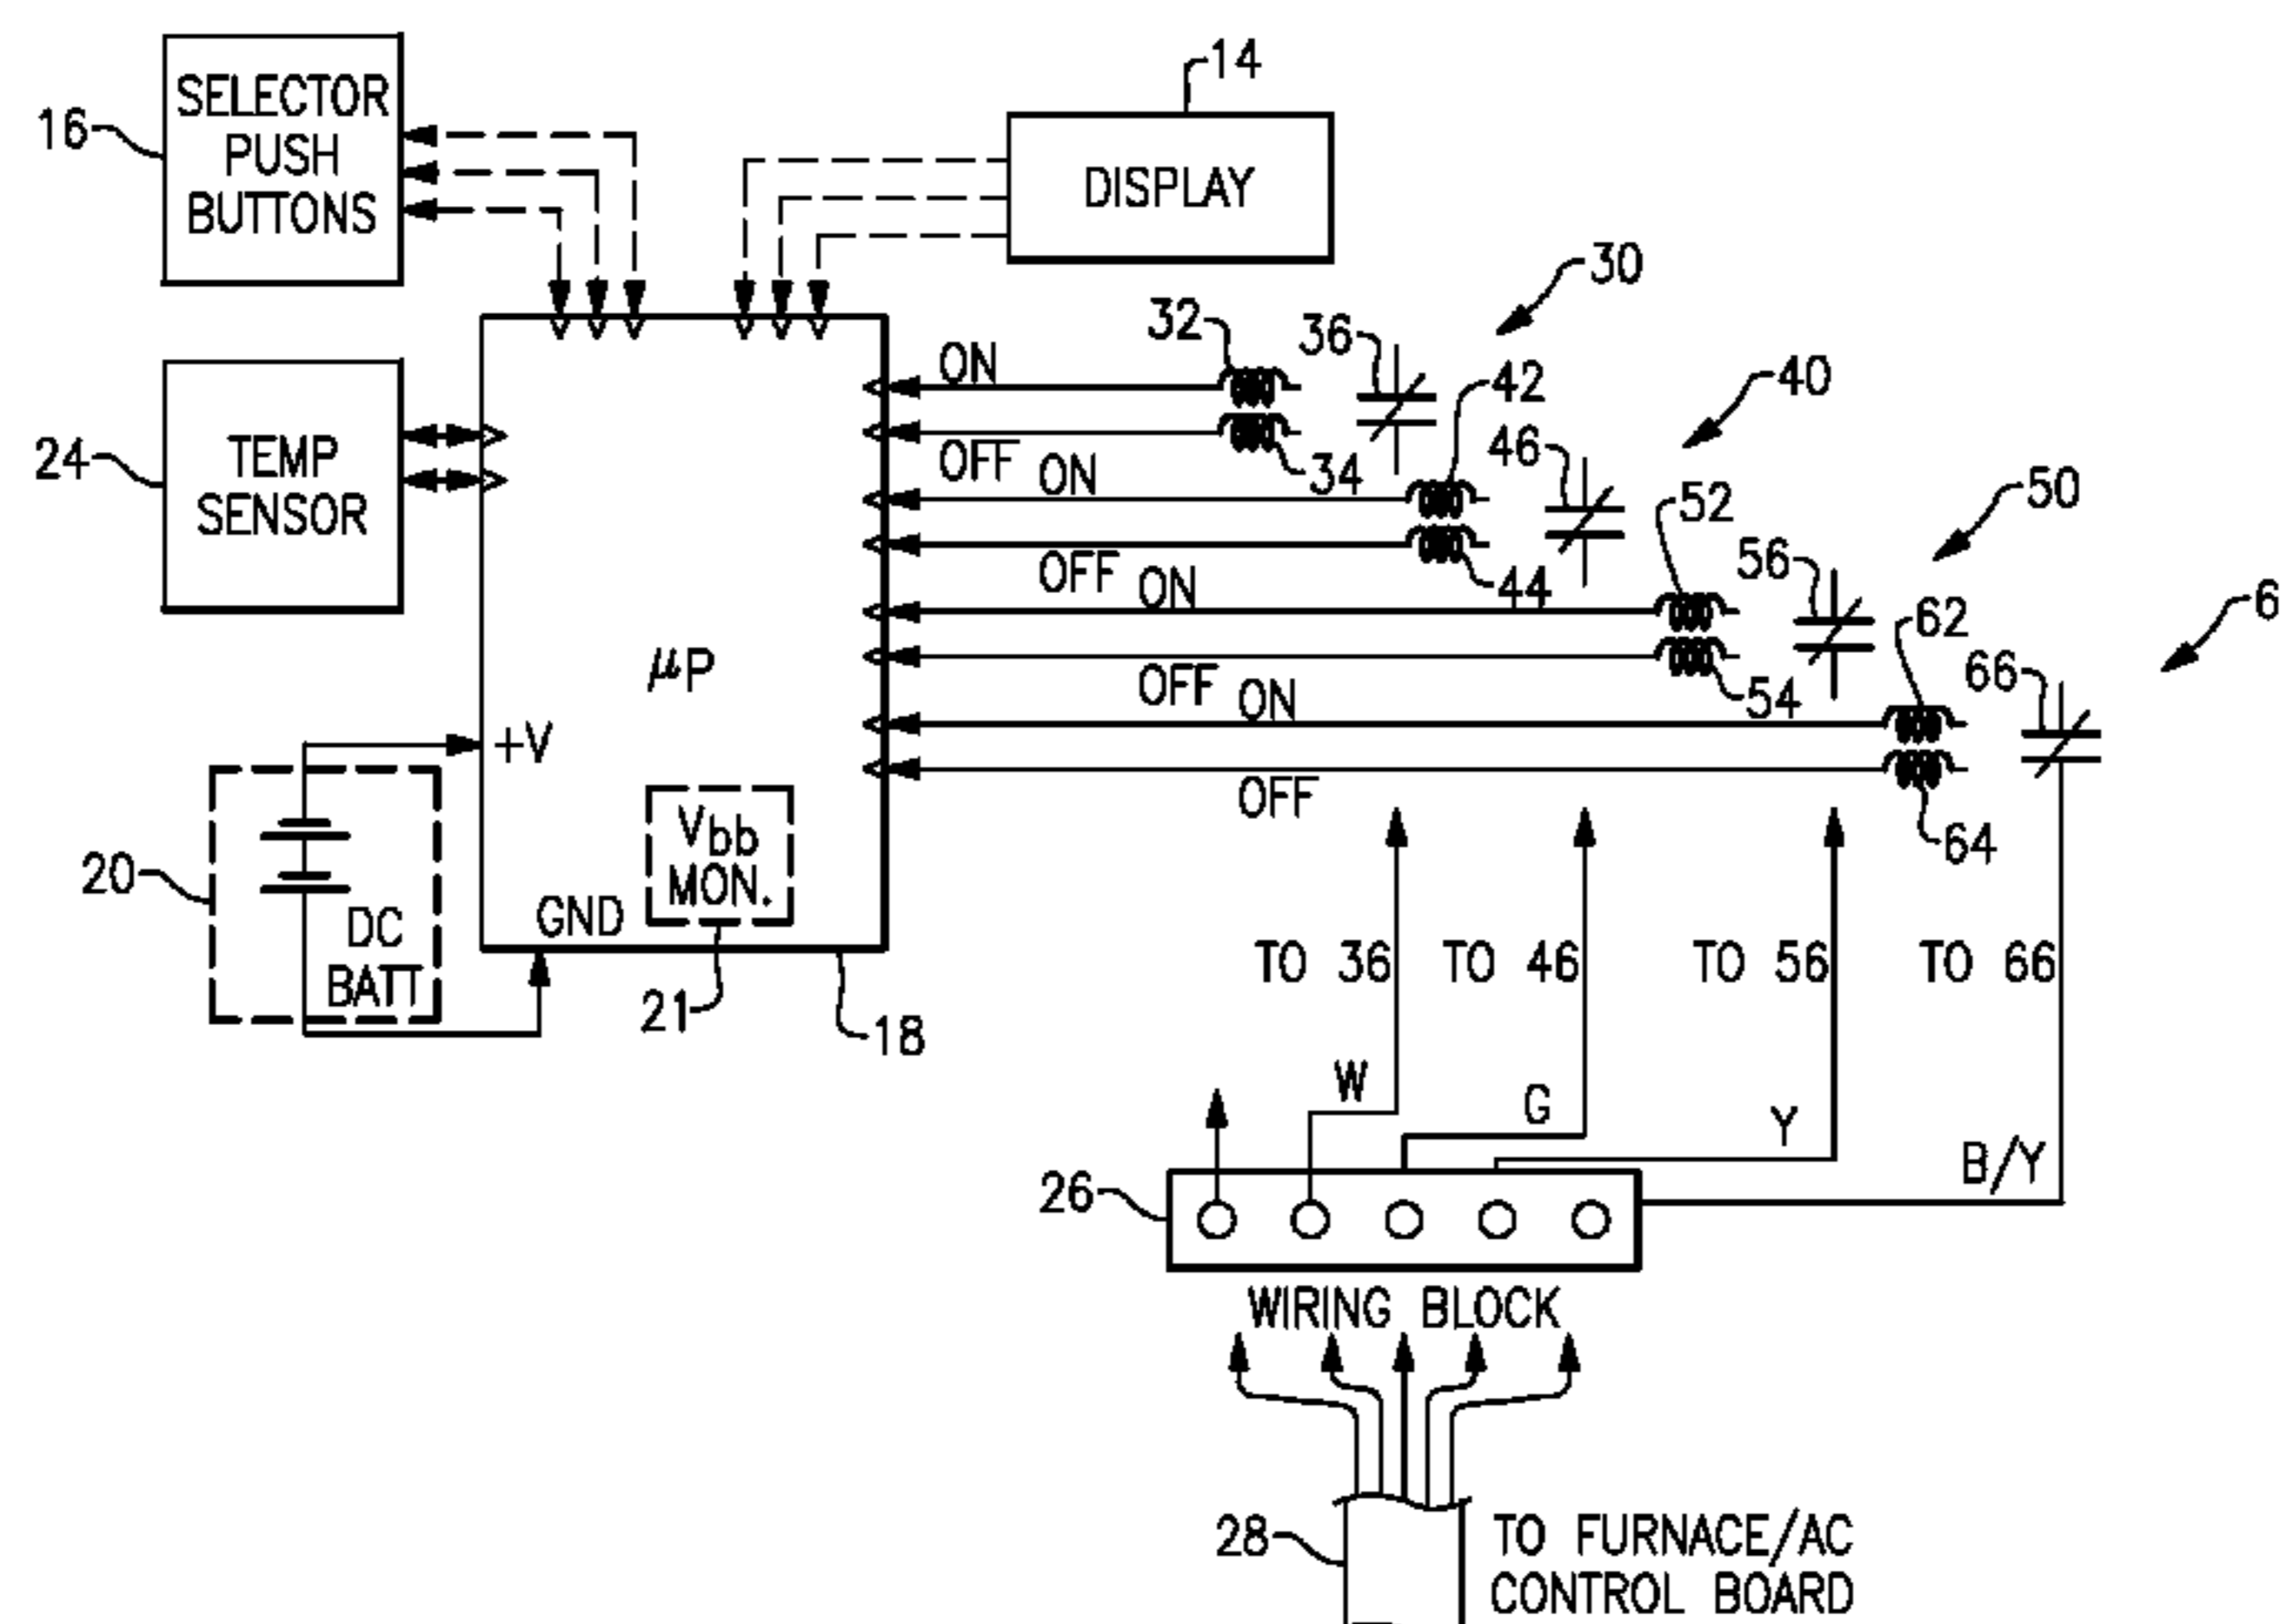 14
SELECTOR
PUSH
BUTTONS
16
DISPLAY
30
32
36
ON
42
40
OFF
34
46
24
TEMP
SENSOR
ON
52
50
OFF
44
56
ON
62
6
μP
OFF
54
66
ON
+V
OFF
64
Vbb
MON.
20
DC
BATT
GND
21
18
TO 36
TO 46
TO 56
TO 66
W
G
Y
B/Y
26
WIRING BLOCK
28
TO FURNACE/AC
CONTROL BOARD